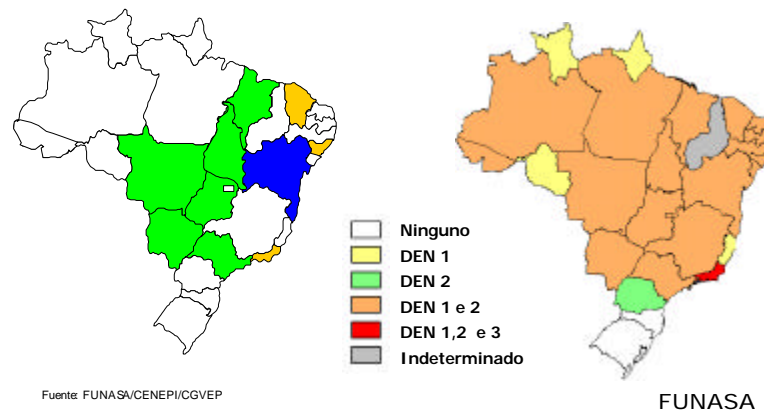 Ninguno
DEN 1
DEN 2
DEN 1 e 2
DEN 1,2 e 3
Indeterminado
Fuente: FUNASA/CENEPI/CGVEP
FUNASA